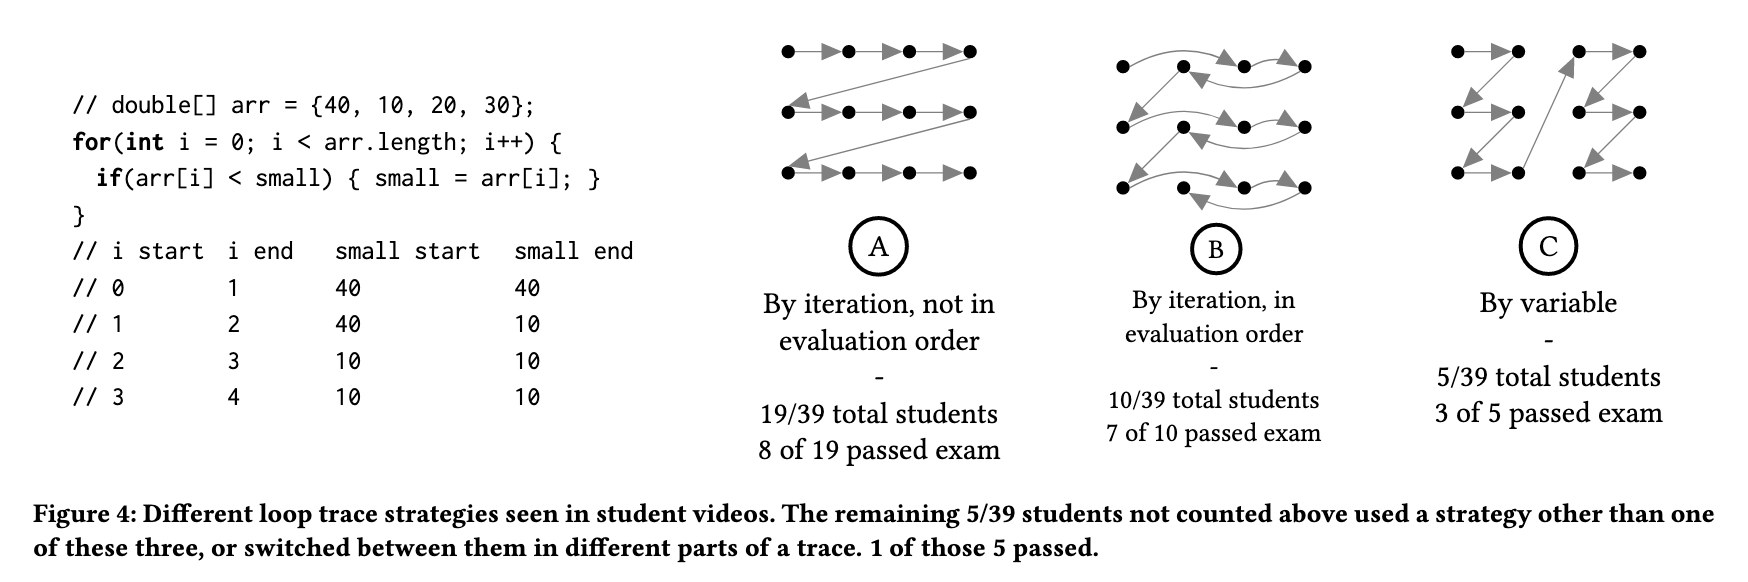 // double[] arr = {40, 10, 20, 30};
for(int i = 0; i < arr.length; i++) {
  if(arr[i] < small) { small = arr[i]; }
}
// i start  i end   small start   small end
// 0        1       40            40
// 1        2       40            10
// 2        3       10            10
// 3        4       10            10
A
By iteration, not in
evaluation order
-
19/39 total students
8 of 19 passed exam
B
By iteration, in
evaluation order
-
10/39 total students
7 of 10 passed exam
C
By variable
-
5/39 total students
3 of 5 passed exam
Figure 4: Different loop trace strategies seen in student videos. The remaining 5/39 students not counted above used a strategy other than one
of these three, or switched between them in different parts of a trace. 1 of those 5 passed.